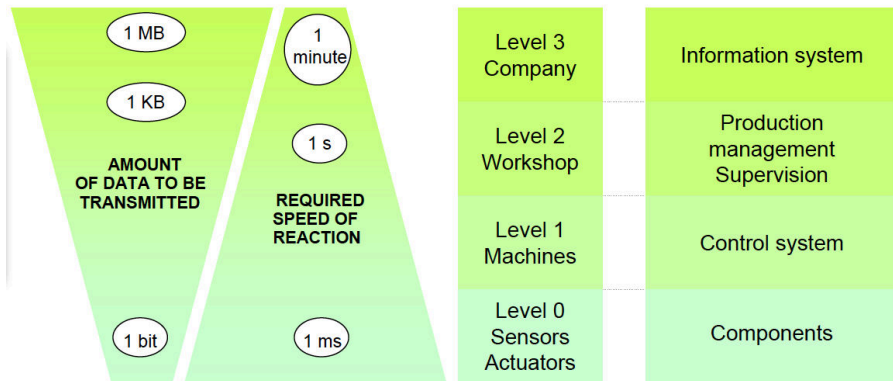 1 MB
1 KB
AMOUNT
OF DATA TO BE
TRANSMITTED
1 bit
1
minute
1 s
REQUIRED
SPEED OF
REACTION
1 ms
Level 3
Company
Information system
Level 2
Workshop
Production
management
Supervision
Level 1
Machines
Control system
Level 0
Sensors
Actuators
Components